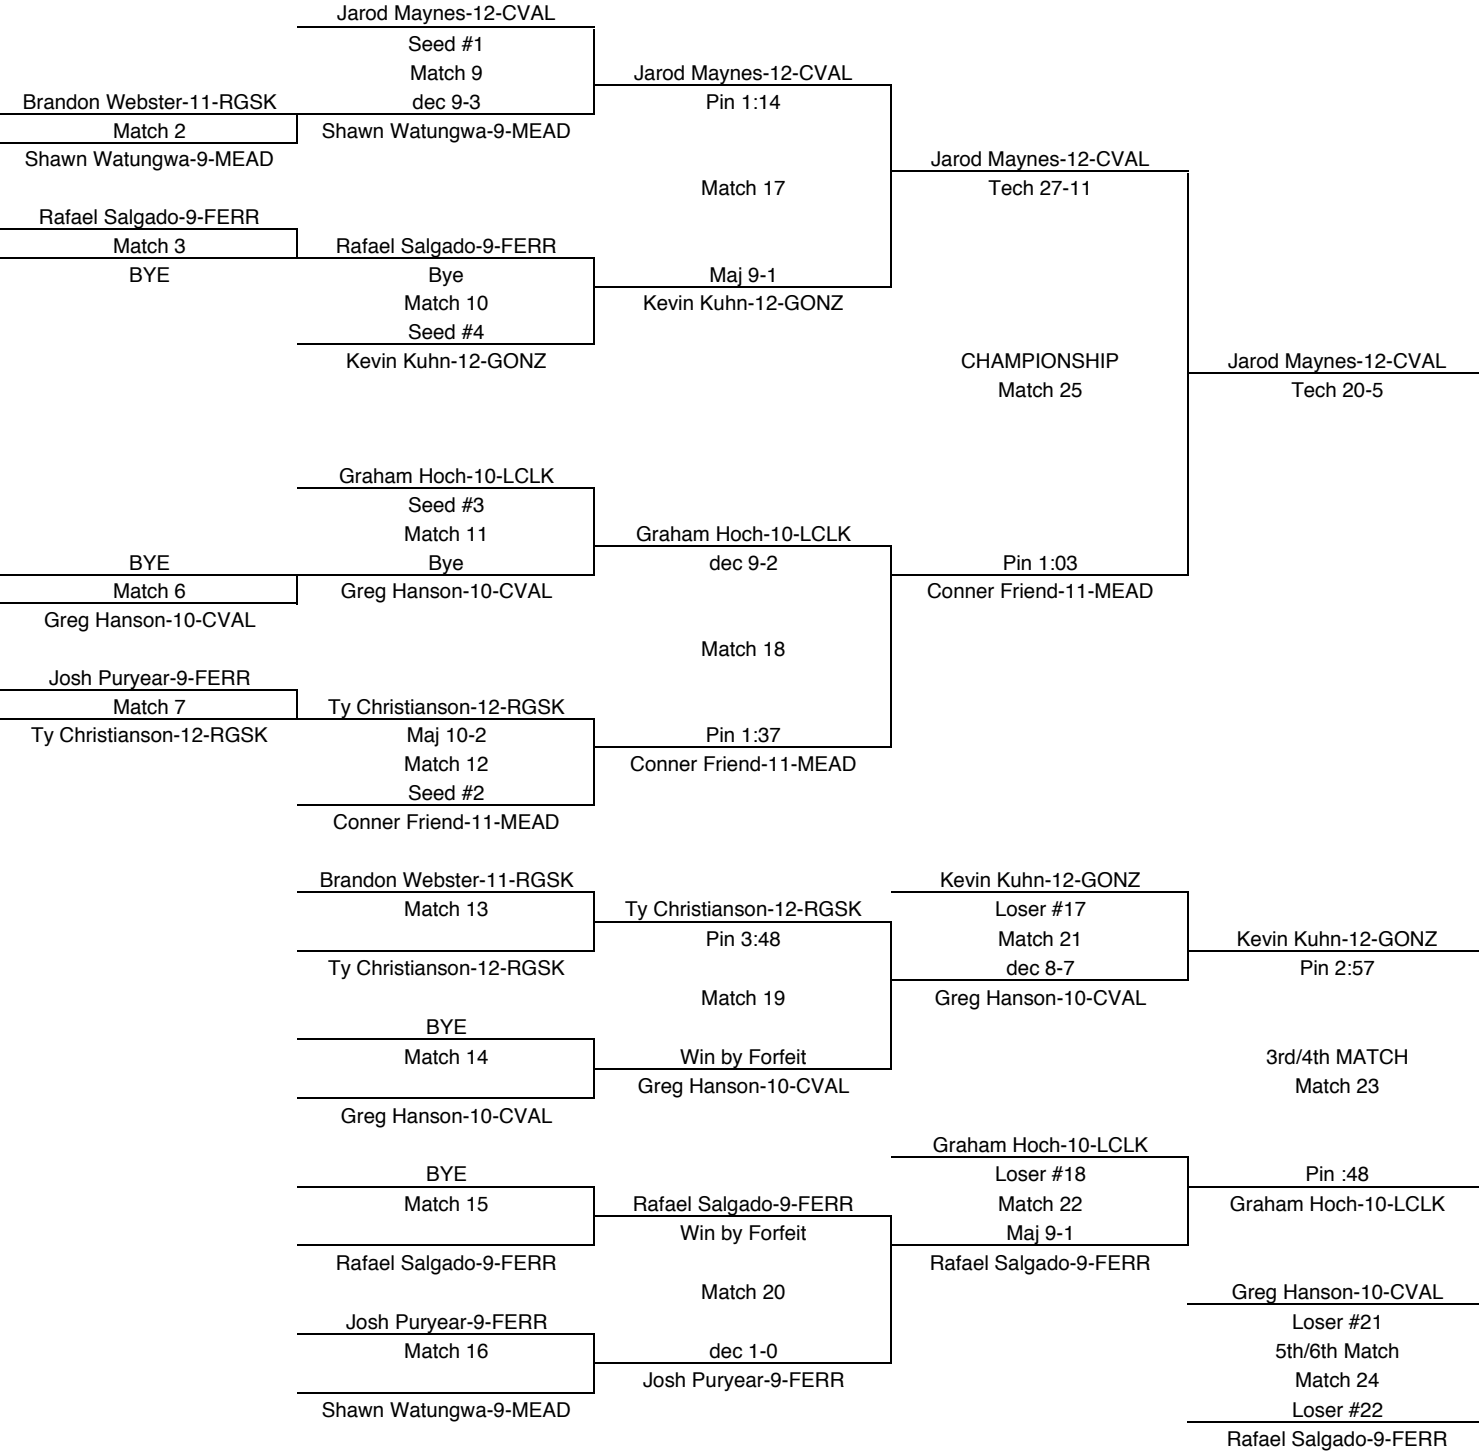 Jarod Maynes-12-CVAL
Seed #1
Match 9
dec 9-3
Jarod Maynes-12-CVAL
Pin 1:14
Brandon Webster-11-RGSK
Match 2
Shawn Watungwa-9-MEAD
Shawn Watungwa-9-MEAD
Jarod Maynes-12-CVAL
Tech 27-11
Match 17
Rafael Salgado-9-FERR
Match 3
BYE
Rafael Salgado-9-FERR
Bye
Match 10
Seed #4
Kevin Kuhn-12-GONZ
Maj 9-1
Kevin Kuhn-12-GONZ
CHAMPIONSHIP
Match 25
Jarod Maynes-12-CVAL
Tech 20-5
Graham Hoch-10-LCLK
Seed #3
Match 11
Bye
Greg Hanson-10-CVAL
Graham Hoch-10-LCLK
dec 9-2
BYE
Match 6
Greg Hanson-10-CVAL
Pin 1:03
Conner Friend-11-MEAD
Match 18
Josh Puryear-9-FERR
Match 7
Ty Christianson-12-RGSK
Ty Christianson-12-RGSK
Maj 10-2
Match 12
Seed #2
Conner Friend-11-MEAD
Pin 1:37
Conner Friend-11-MEAD
Brandon Webster-11-RGSK
Match 13
Ty Christianson-12-RGSK
Ty Christianson-12-RGSK
Pin 3:48
Match 19
Kevin Kuhn-12-GONZ
Loser #17
Match 21
dec 8-7
Greg Hanson-10-CVAL
Kevin Kuhn-12-GONZ
Pin 2:57
BYE
Match 14
Greg Hanson-10-CVAL
Win by Forfeit
Greg Hanson-10-CVAL
3rd/4th MATCH
Match 23
BYE
Match 15
Rafael Salgado-9-FERR
Rafael Salgado-9-FERR
Win by Forfeit
Match 20
Graham Hoch-10-LCLK
Loser #18
Match 22
Maj 9-1
Rafael Salgado-9-FERR
Pin :48
Graham Hoch-10-LCLK
Josh Puryear-9-FERR
Match 16
Shawn Watungwa-9-MEAD
dec 1-0
Josh Puryear-9-FERR
Greg Hanson-10-CVAL
Loser #21
5th/6th Match
Match 24
Loser #22
Rafael Salgado-9-FERR